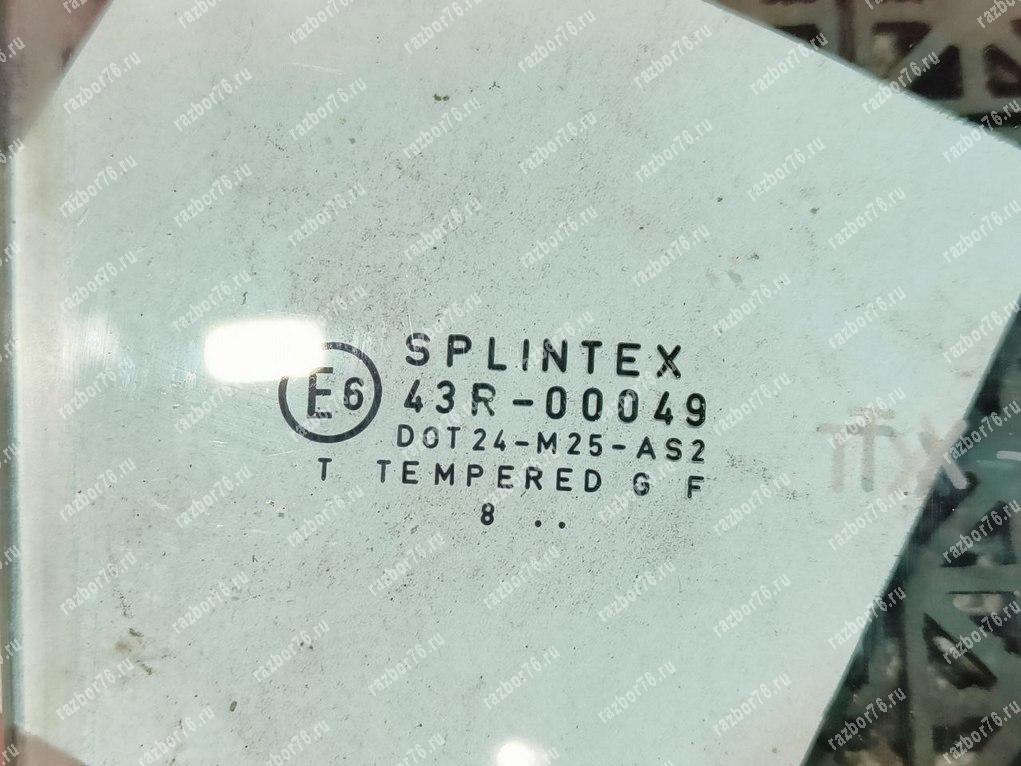 SPLINTEX
E6 43R-00049
DOT24-M25-AS2
T TEMPERED G F
8 ..
razbor76.ru